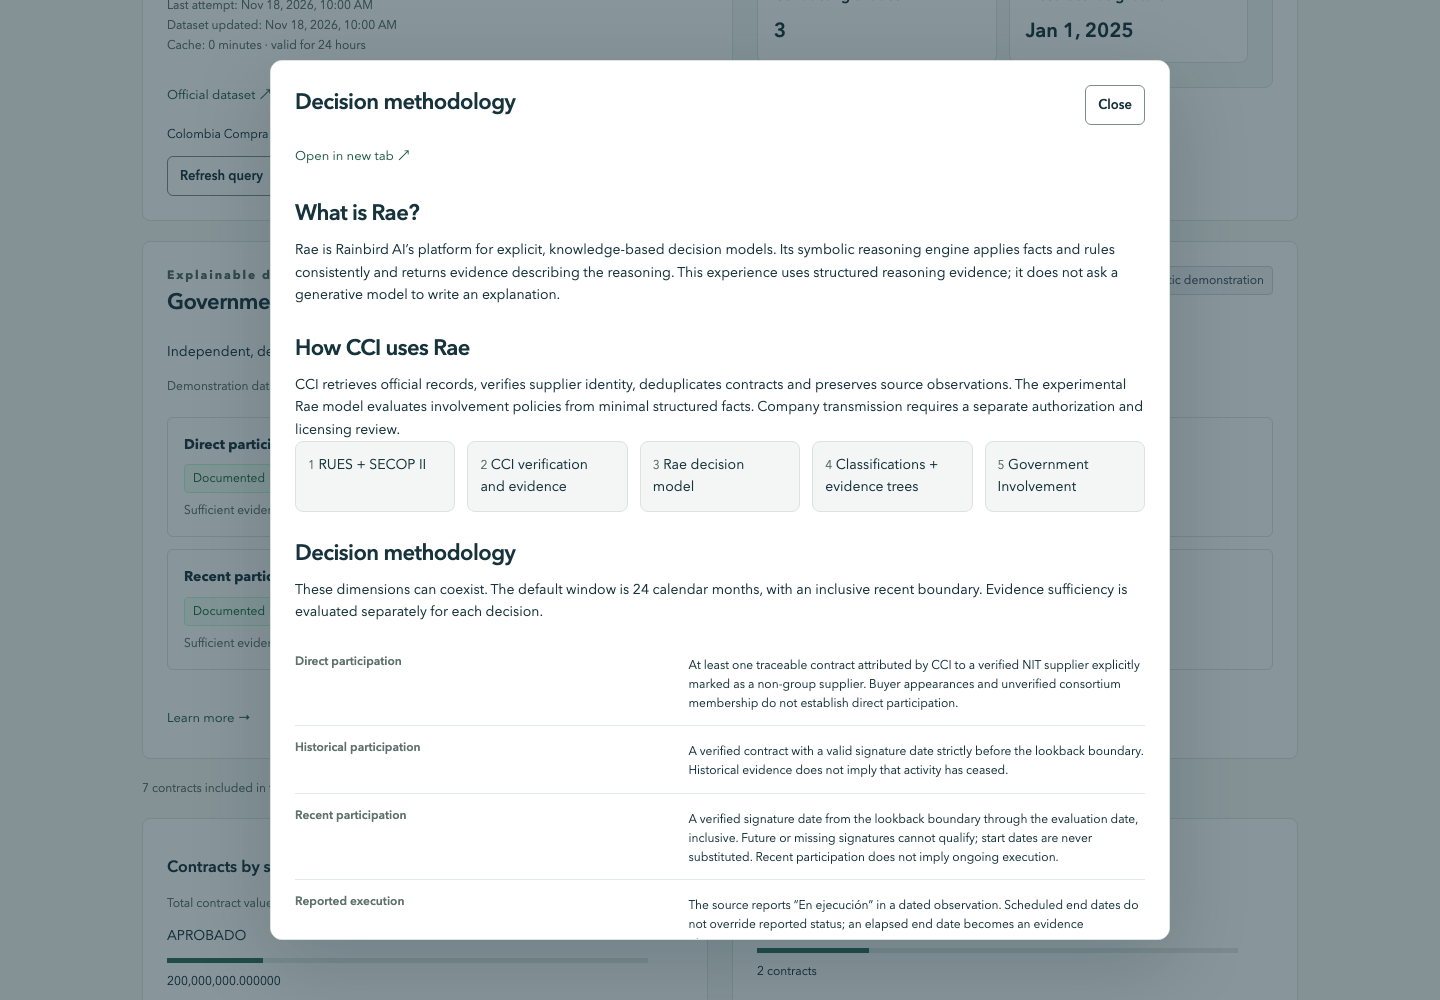 Last attempt: Nov 18, 2026, 10:00 AM
Dataset updated: Nov 18, 2026, 10:00 AM
Cache: 0 minutes · valid for 24 hours
Official dataset ↗
Colombia Compra
Refresh query
3
Jan 1, 2025
Decision methodology
Close
Open in new tab ↗
What is Rae?
Rae is Rainbird AI’s platform for explicit, knowledge-based decision models. Its symbolic reasoning engine applies facts and rules
consistently and returns evidence describing the reasoning. This experience uses structured reasoning evidence; it does not ask a
generative model to write an explanation.
How CCI uses Rae
CCI retrieves official records, verifies supplier identity, deduplicates contracts and preserves source observations. The experimental
Rae model evaluates involvement policies from minimal structured facts. Company transmission requires a separate authorization and
licensing review.
1 RUES + SECOP II
2 CCI verification
and evidence
3 Rae decision
model
4 Classifications +
evidence trees
5 Government
Involvement
Decision methodology
These dimensions can coexist. The default window is 24 calendar months, with an inclusive recent boundary. Evidence sufficiency is
evaluated separately for each decision.
Direct participation
At least one traceable contract attributed by CCI to a verified NIT supplier explicitly
marked as a non-group supplier. Buyer appearances and unverified consortium
membership do not establish direct participation.
Historical participation
A verified contract with a valid signature date strictly before the lookback boundary.
Historical evidence does not imply that activity has ceased.
Recent participation
A verified signature date from the lookback boundary through the evaluation date,
inclusive. Future or missing signatures cannot qualify; start dates are never
substituted. Recent participation does not imply ongoing execution.
Reported execution
The source reports “En ejecución” in a dated observation. Scheduled end dates do
not override reported status; an elapsed end date becomes an evidence
Explainable d
Governme
tic demonstration
Independent, de
Demonstration dat
Direct partici
Documented
Sufficient evider
Recent partic
Documented
Sufficient evider
Learn more →
7 contracts included in
Contracts by s
Total contract value
APROBADO
200,000,000.000000
2 contracts